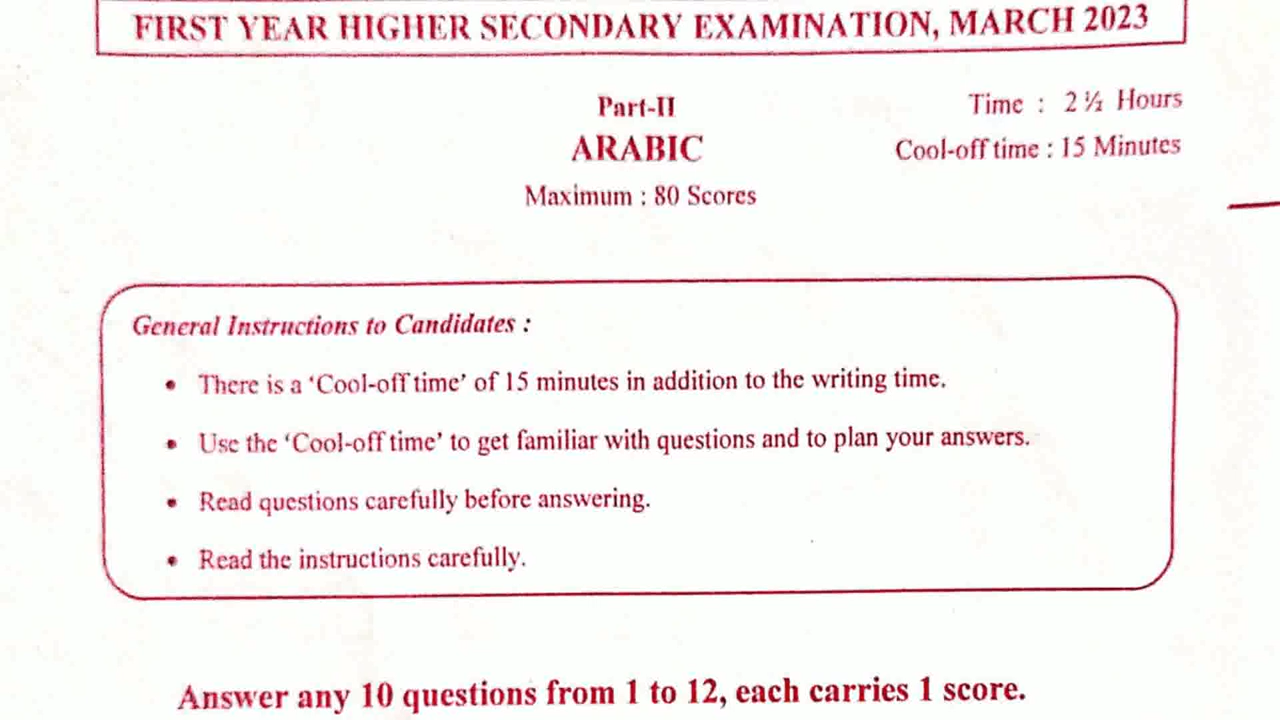 FIRST YEAR HIGHER SECONDARY EXAMINATION, MARCH 2023
Part-II
Time : 2 ½ Hours
ARABIC
Cool-off time : 15 Minutes
Maximum : 80 Scores
General Instructions to Candidates :
• There is a ‘Cool-off time’ of 15 minutes in addition to the writing time.
• Use the ‘Cool-off time’ to get familiar with questions and to plan your answers.
• Read questions carefully before answering.
• Read the instructions carefully.
Answer any 10 questions from 1 to 12, each carries 1 score.